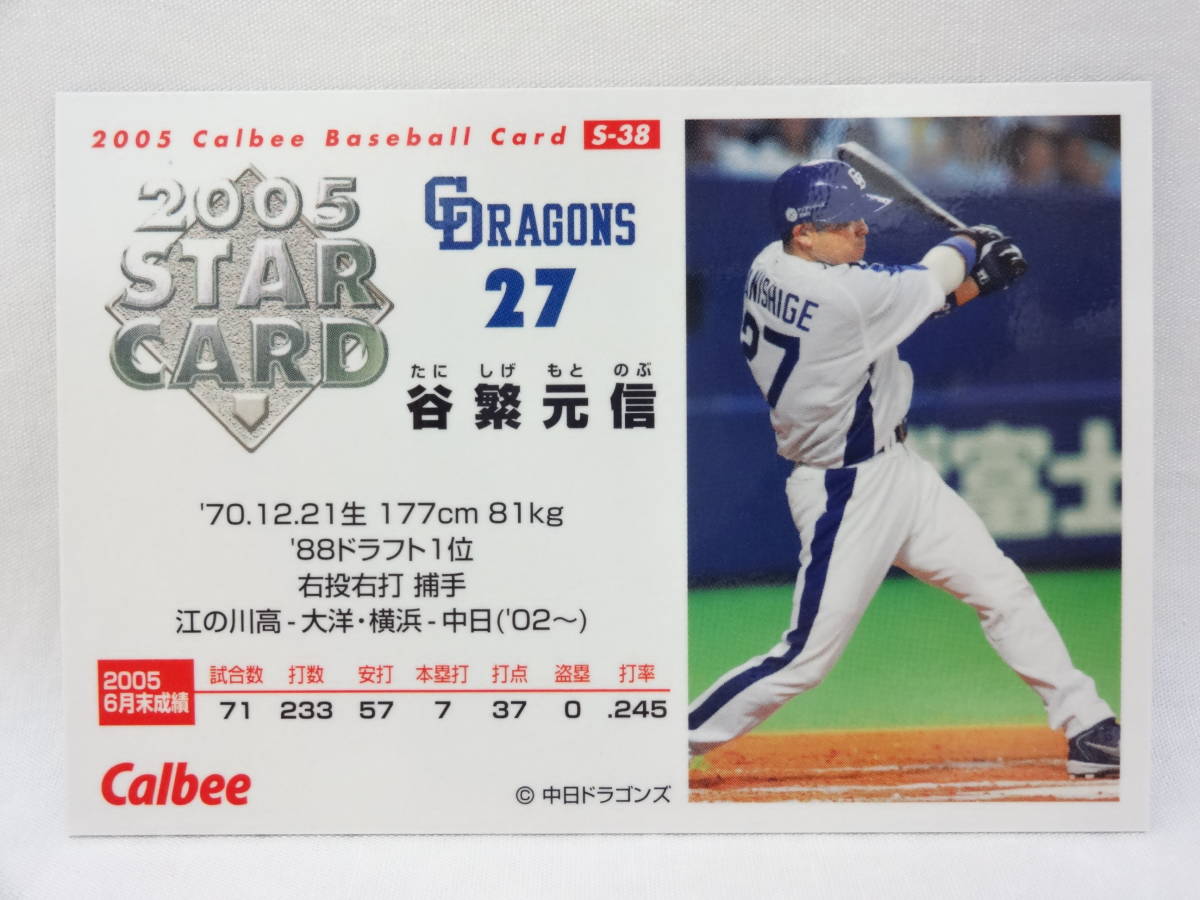 2005 Calbee Baseball Card S-38
2005
STAR
CARD
DRAGONS
27
たに しげ もと のぶ
谷繁元信
'70.12.21生 177cm 81kg
'88ドラフト1位
右投右打 捕手
江の川高-大洋・横浜-中日('02〜)
2005
6月末成績
試合数 打数 安打 本塁打 打点 盗塁 打率
71 233 57 7 37 0 .245
Calbee
© 中日ドラゴンズ
ANISHIGE
27
富士